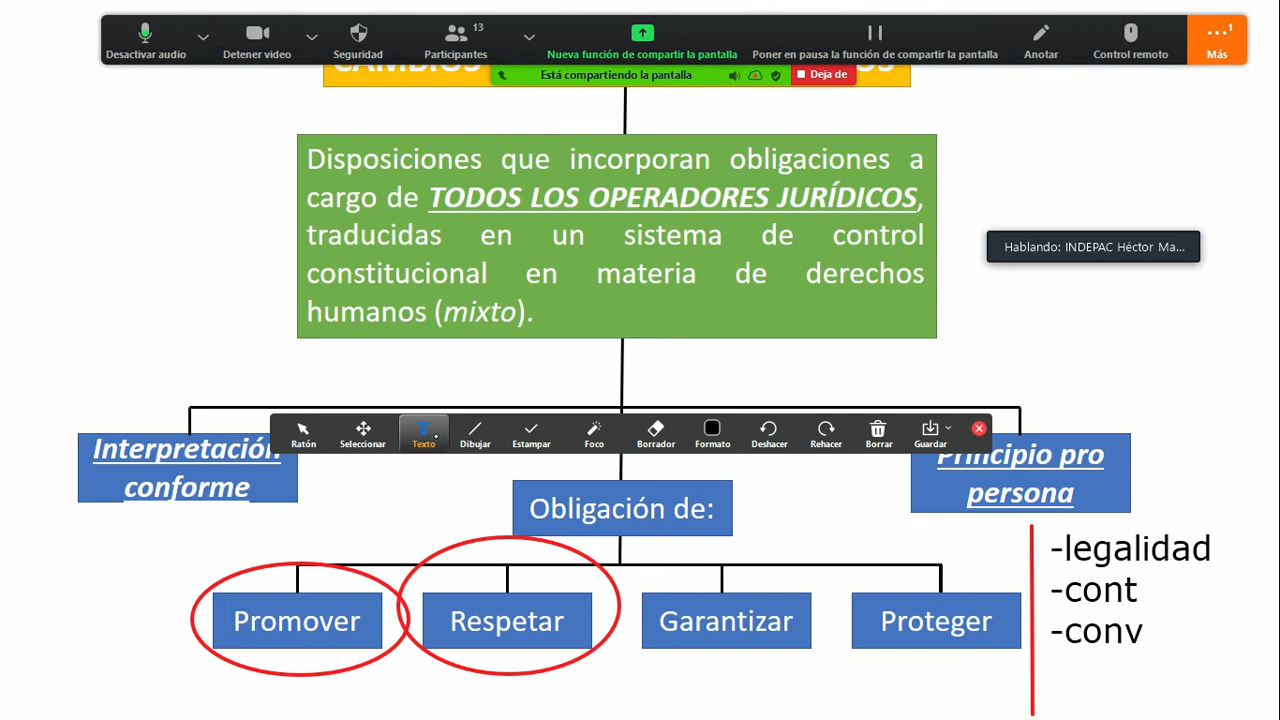 13
1
Desactivar audio
Detener video
Seguridad
Participantes
Nueva función de compartir la pantalla
Poner en pausa la función de compartir la pantalla
Anotar
Control remoto
Más
Está compartiendo la pantalla
Deja de
Disposiciones que incorporan obligaciones a
cargo de TODOS LOS OPERADORES JURÍDICOS,
traducidas en un sistema de control
constitucional en materia de derechos
humanos (mixto).
Hablando: INDEPAC Héctor Ma...
Ratón
Seleccionar
Texto
Dibujar
Estampar
Foco
Borrador
Formato
Deshacer
Rehacer
Borrar
Guardar
Interpretación
conforme
Principio pro
persona
Obligación de:
Promover
Respetar
Garantizar
Proteger
-legalidad
-cont
-conv